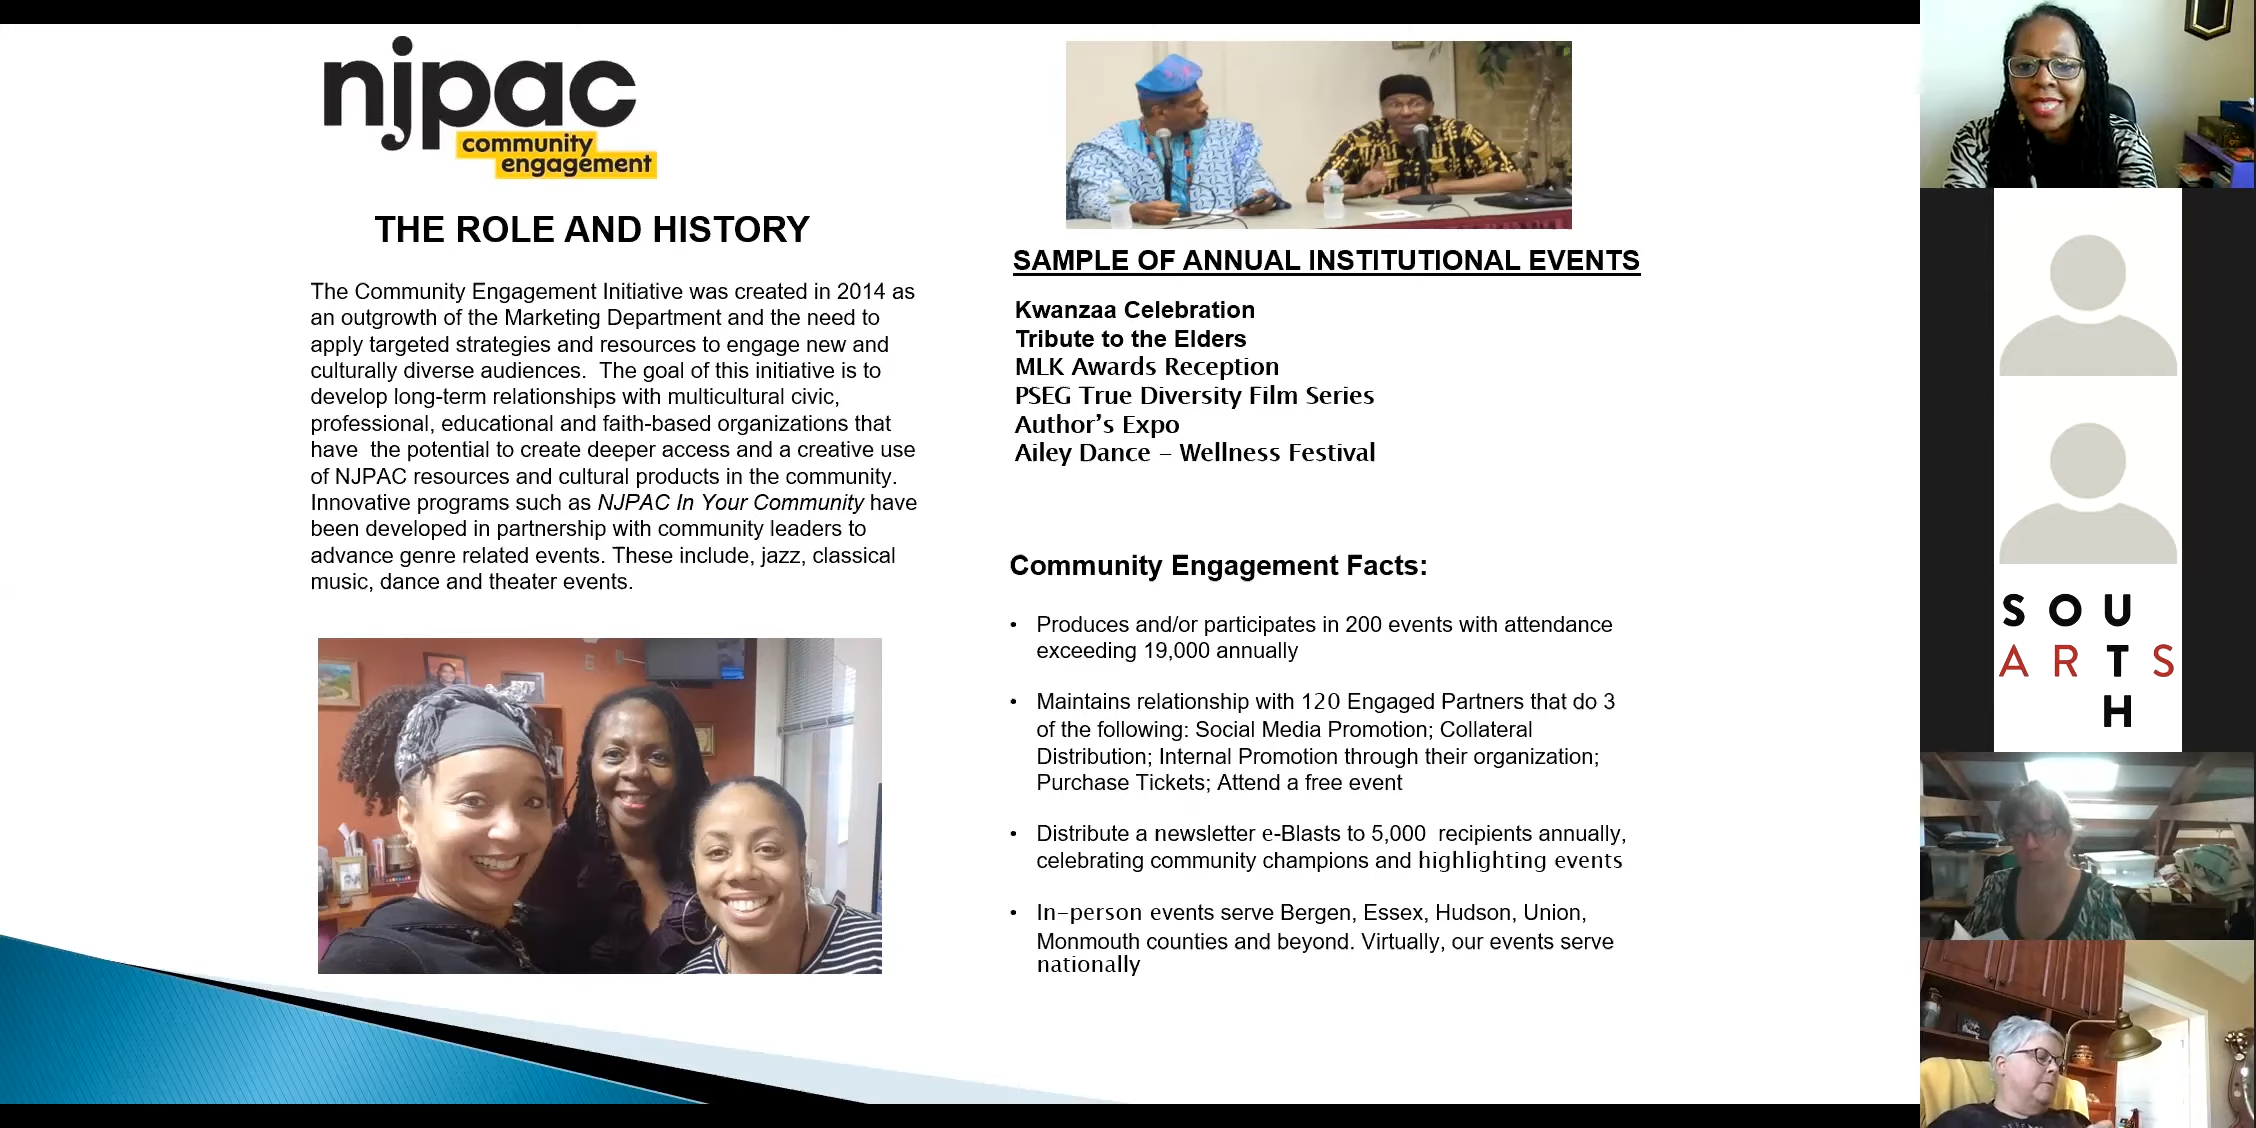 njpac
community
engagement
THE ROLE AND HISTORY
The Community Engagement Initiative was created in 2014 as
an outgrowth of the Marketing Department and the need to
apply targeted strategies and resources to engage new and
culturally diverse audiences.  The goal of this initiative is to
develop long-term relationships with multicultural civic,
professional, educational and faith-based organizations that
have  the potential to create deeper access and a creative use
of NJPAC resources and cultural products in the community.
Innovative programs such as NJPAC In Your Community have
been developed in partnership with community leaders to
advance genre related events. These include, jazz, classical
music, dance and theater events.
SAMPLE OF ANNUAL INSTITUTIONAL EVENTS
Kwanzaa Celebration
Tribute to the Elders
MLK Awards Reception
PSEG True Diversity Film Series
Author’s Expo
Ailey Dance – Wellness Festival
Community Engagement Facts:
• Produces and/or participates in 200 events with attendance
exceeding 19,000 annually
• Maintains relationship with 120 Engaged Partners that do 3
of the following: Social Media Promotion; Collateral
Distribution; Internal Promotion through their organization;
Purchase Tickets; Attend a free event
• Distribute a newsletter e-Blasts to 5,000  recipients annually,
celebrating community champions and highlighting events
• In-person events serve Bergen, Essex, Hudson, Union,
Monmouth counties and beyond. Virtually, our events serve
nationally
SOU
ARTS
H